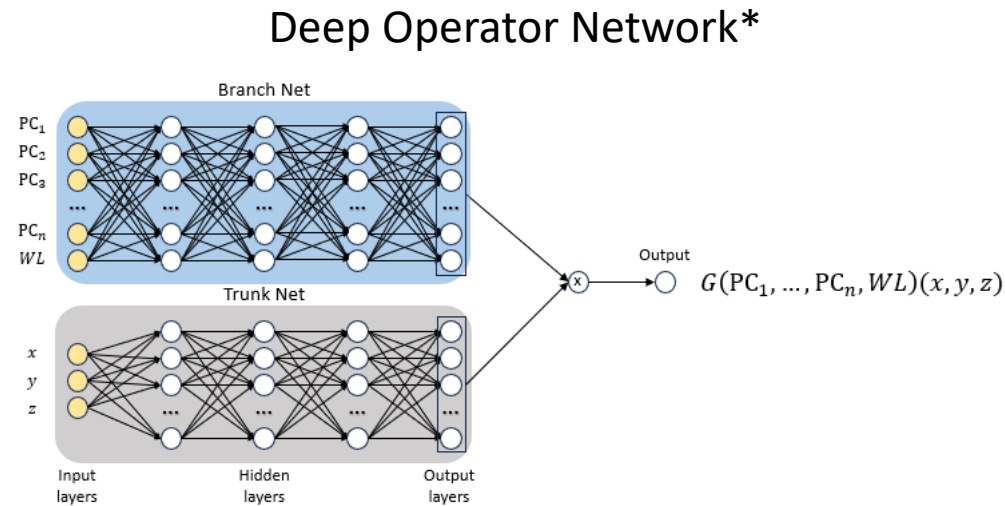 Deep Operator Network*
Branch Net
PC₁
PC₂
PC₃
...
PCₙ
WL
... ... ... ...
Trunk Net
x
y
z
... ... ... ...
Input
layers
Hidden
layers
Output
layers
x
Output
G(PC₁, ..., PCₙ, WL)(x, y, z)